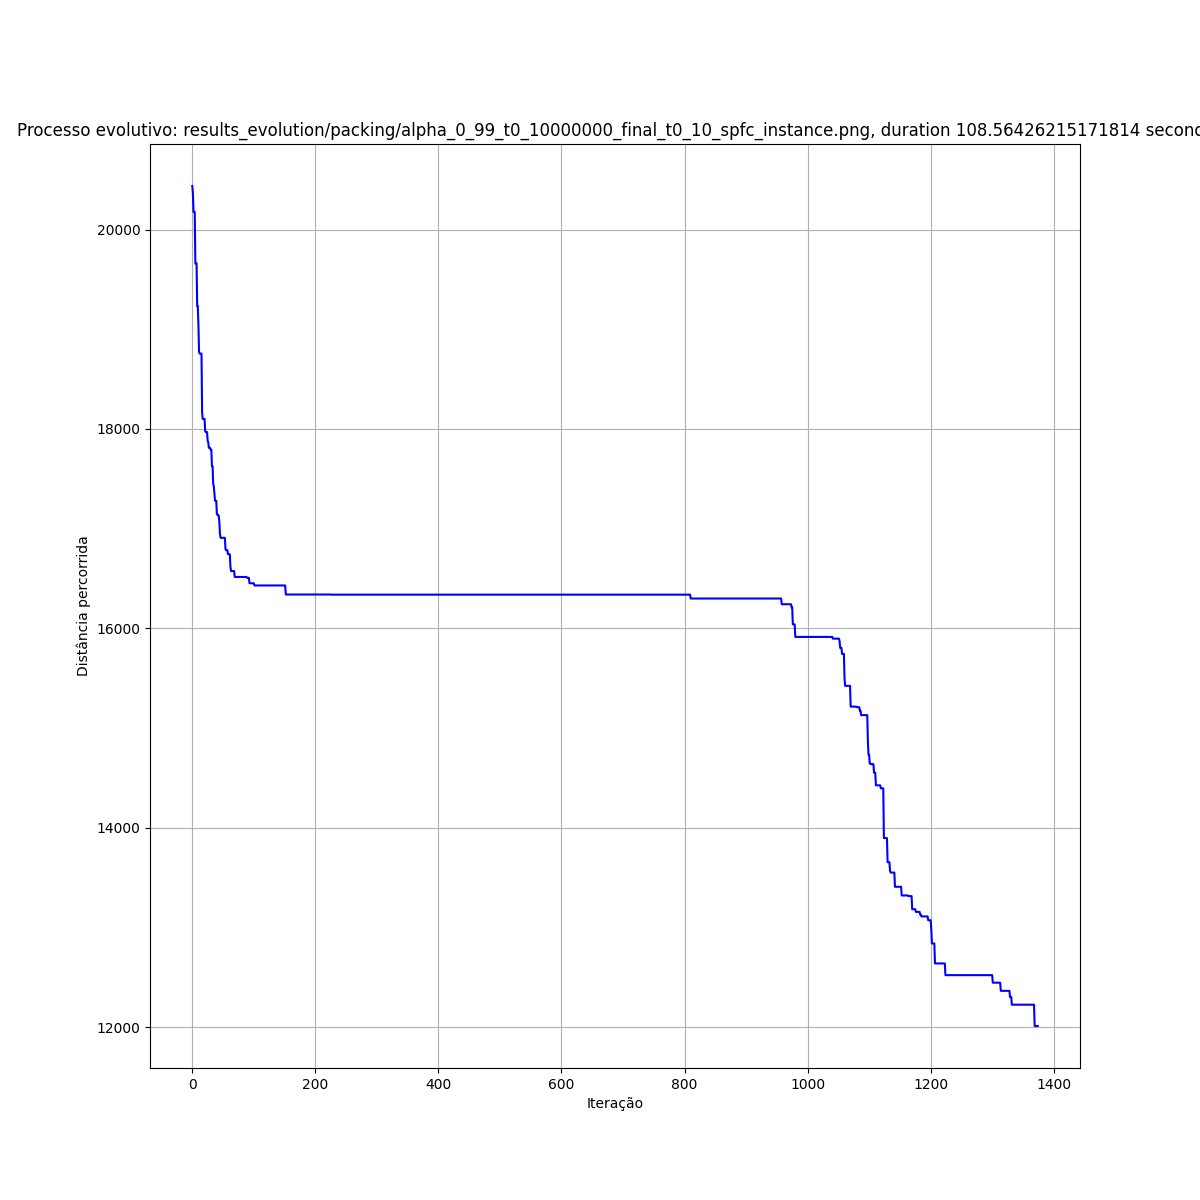 Processo evolutivo: results_evolution/packing/alpha_0_99_t0_10000000_final_t0_10_spfc_instance.png, duration 108.56426215171814 secon
Distância percorrida
20000
18000
16000
14000
12000
0 200 400 600 800 1000 1200 1400
Iteração